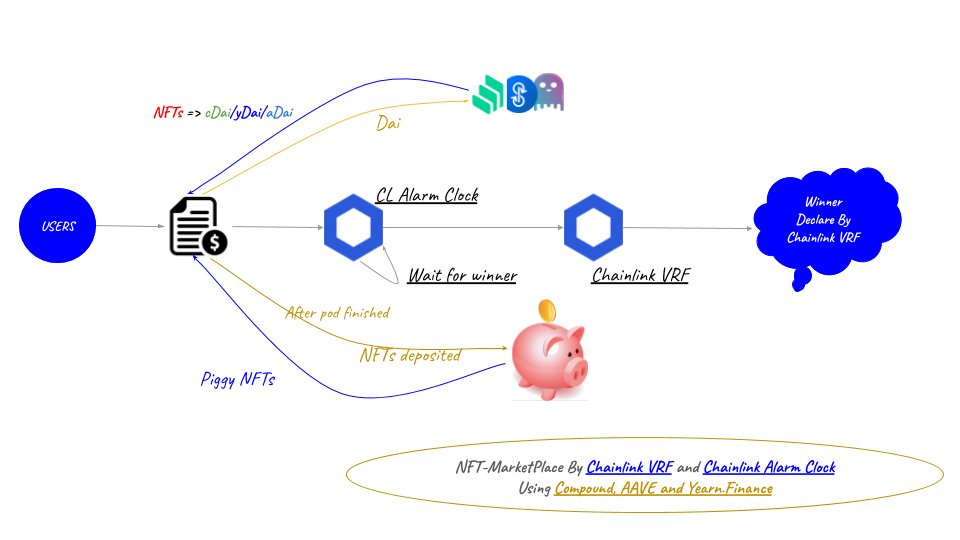 NFTs => cDai/yDai/aDai
Dai
CL Alarm Clock
USERS
$
Winner
Declare By
Chainlink VRF
Wait for winner
Chainlink VRF
After pod finished
NFTs deposited
Piggy NFTs
NFT-MarketPlace By Chainlink VRF and Chainlink Alarm Clock
Using Compound, AAVE and Yearn.Finance